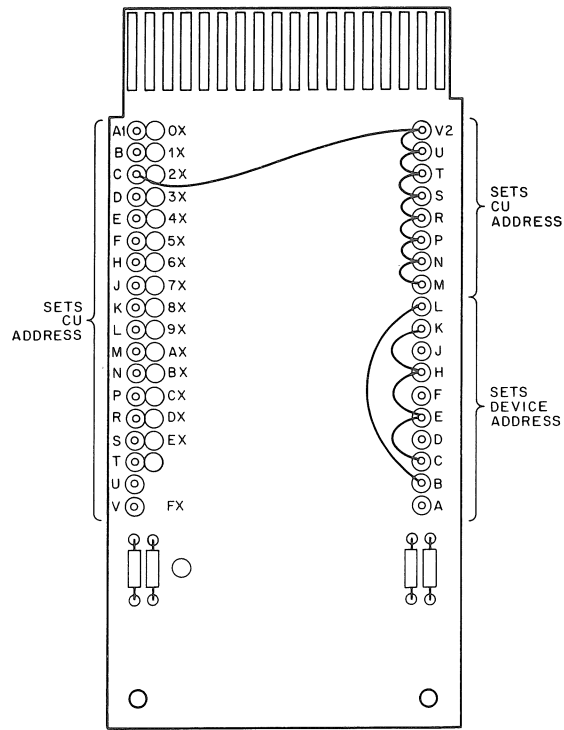 A1 0X V2
B 1X U
C 2X T
D 3X S
E 4X R
F 5X P
H 6X N
J 7X M
K 8X L
L 9X K
M AX J
N BX H
P CX F
R DX E
S EX D
T C
U B
V FX A
SETS
CU
ADDRESS
SETS
CU
ADDRESS
SETS
DEVICE
ADDRESS